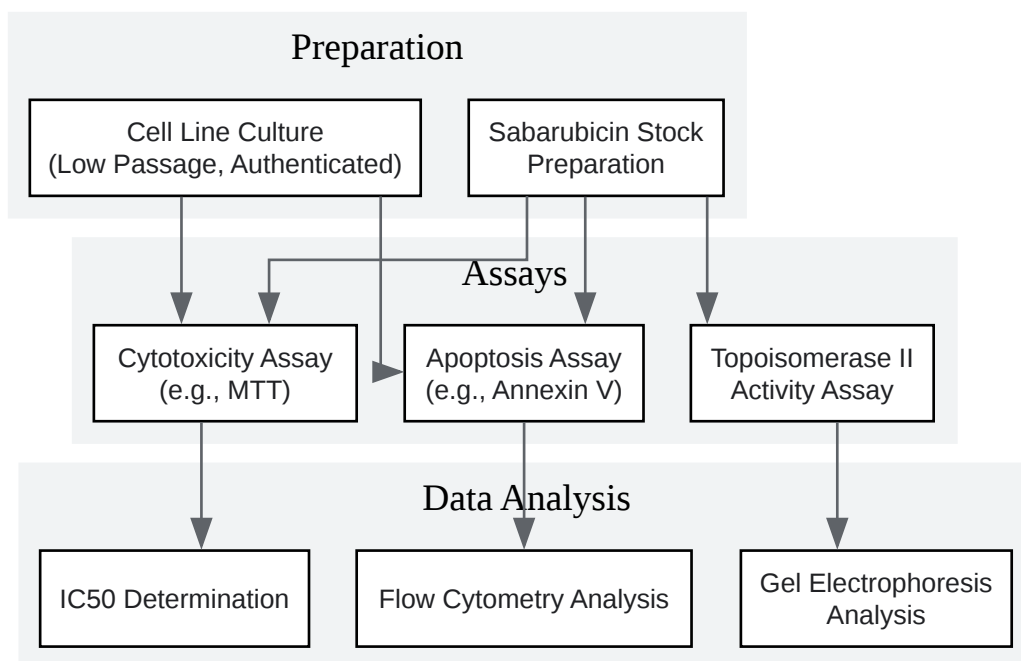 Preparation
Cell Line Culture
(Low Passage, Authenticated)
Sabarubicin Stock
Preparation
Assays
Cytotoxicity Assay
(e.g., MTT)
Apoptosis Assay
(e.g., Annexin V)
Topoisomerase II
Activity Assay
Data Analysis
IC50 Determination
Flow Cytometry Analysis
Gel Electrophoresis
Analysis